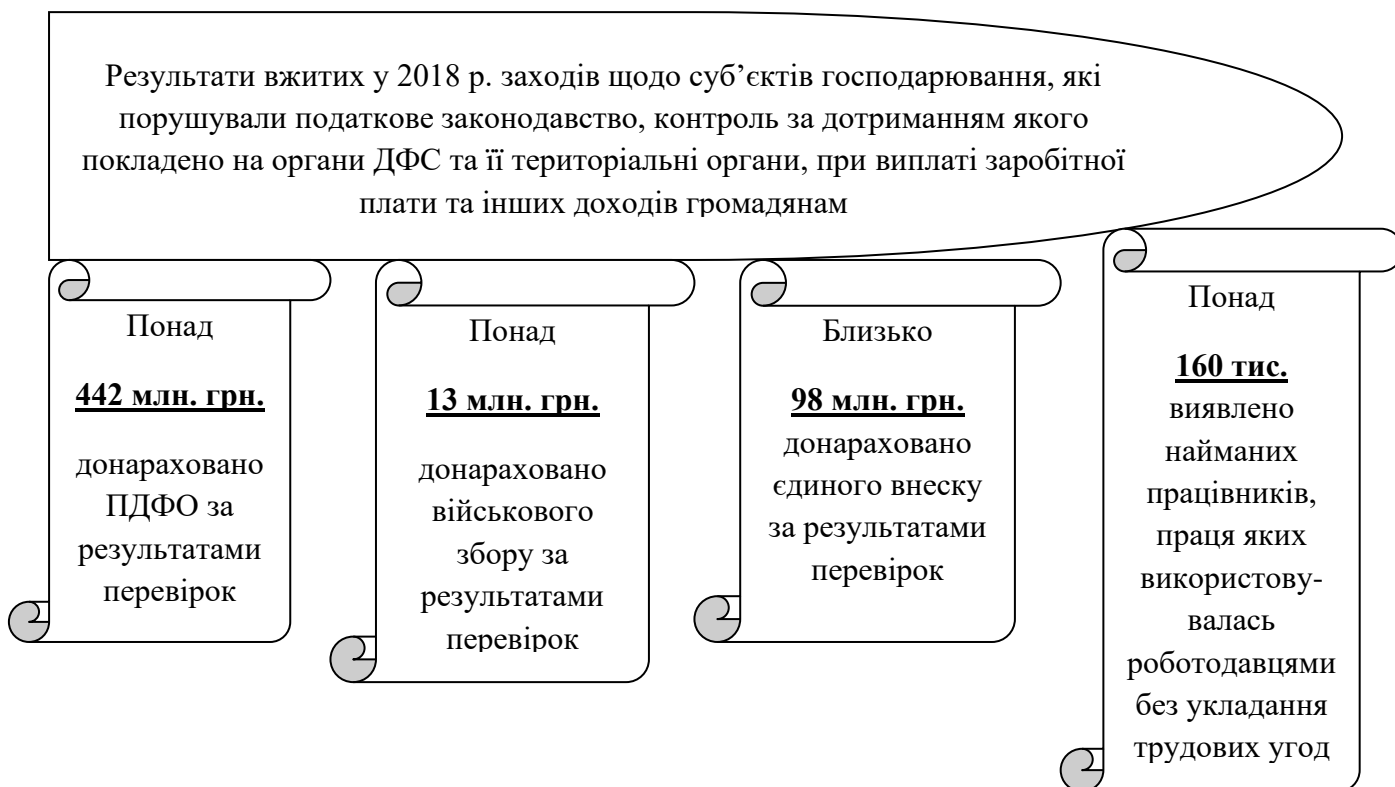 Результати вжитих у 2018 р. заходів щодо суб’єктів господарювання, які
порушували податкове законодавство, контроль за дотриманням якого
покладено на органи ДФС та її територіальні органи, при виплаті заробітної
плати та інших доходів громадянам
Понад
442 млн. грн.
донараховано
ПДФО за
результатами
перевірок
Понад
13 млн. грн.
донараховано
військового
збору за
результатами
перевірок
Близько
98 млн. грн.
донараховано
єдиного внеску
за результатами
перевірок
Понад
160 тис.
виявлено
найманих
працівників,
праця яких
використову-
валась
роботодавцями
без укладання
трудових угод